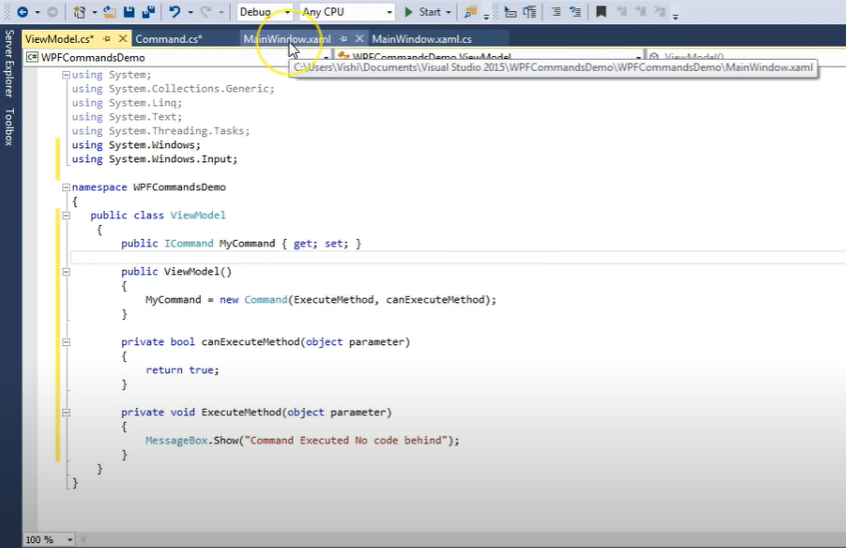 Debug Any CPU Start
ViewModel.cs* Command.cs* MainWindow.xaml MainWindow.xaml.cs
WPFCommandsDemo WPFCommandsDemo.ViewModel ViewModel()
C:\Users\Vishi\Documents\Visual Studio 2015\WPFCommandsDemo\WPFCommandsDemo\MainWindow.xaml
Server Explorer
Toolbox
using System;
using System.Collections.Generic;
using System.Linq;
using System.Text;
using System.Threading.Tasks;
using System.Windows;
using System.Windows.Input;
namespace WPFCommandsDemo
{
public class ViewModel
{
public ICommand MyCommand { get; set; }
public ViewModel()
{
MyCommand = new Command(ExecuteMethod, canExecuteMethod);
}
private bool canExecuteMethod(object parameter)
{
return true;
}
private void ExecuteMethod(object parameter)
{
MessageBox.Show("Command Executed No code behind");
}
}
}
100 %